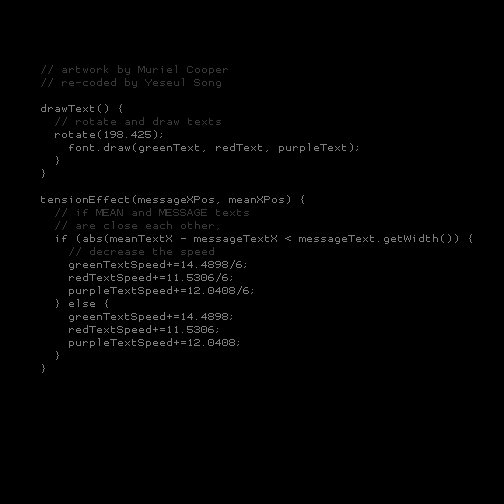 // artwork by Muriel Cooper
// re-coded by Yeseul Song
drawText() {
// rotate and draw texts
rotate(198.425);
font.draw(greenText, redText, purpleText);
}
}
tensionEffect(messageXPos, meanXPos) {
// if MEAN and MESSAGE texts
// are close each other,
if (abs(meanTextX - messageTextX < messageText.getWidth()) {
// decrease the speed
greenTextSpeed+=14.4898/6;
redTextSpeed+=11.5306/6;
purpleTextSpeed+=12.0408/6;
} else {
greenTextSpeed+=14.4898;
redTextSpeed+=11.5306;
purpleTextSpeed+=12.0408;
}
}